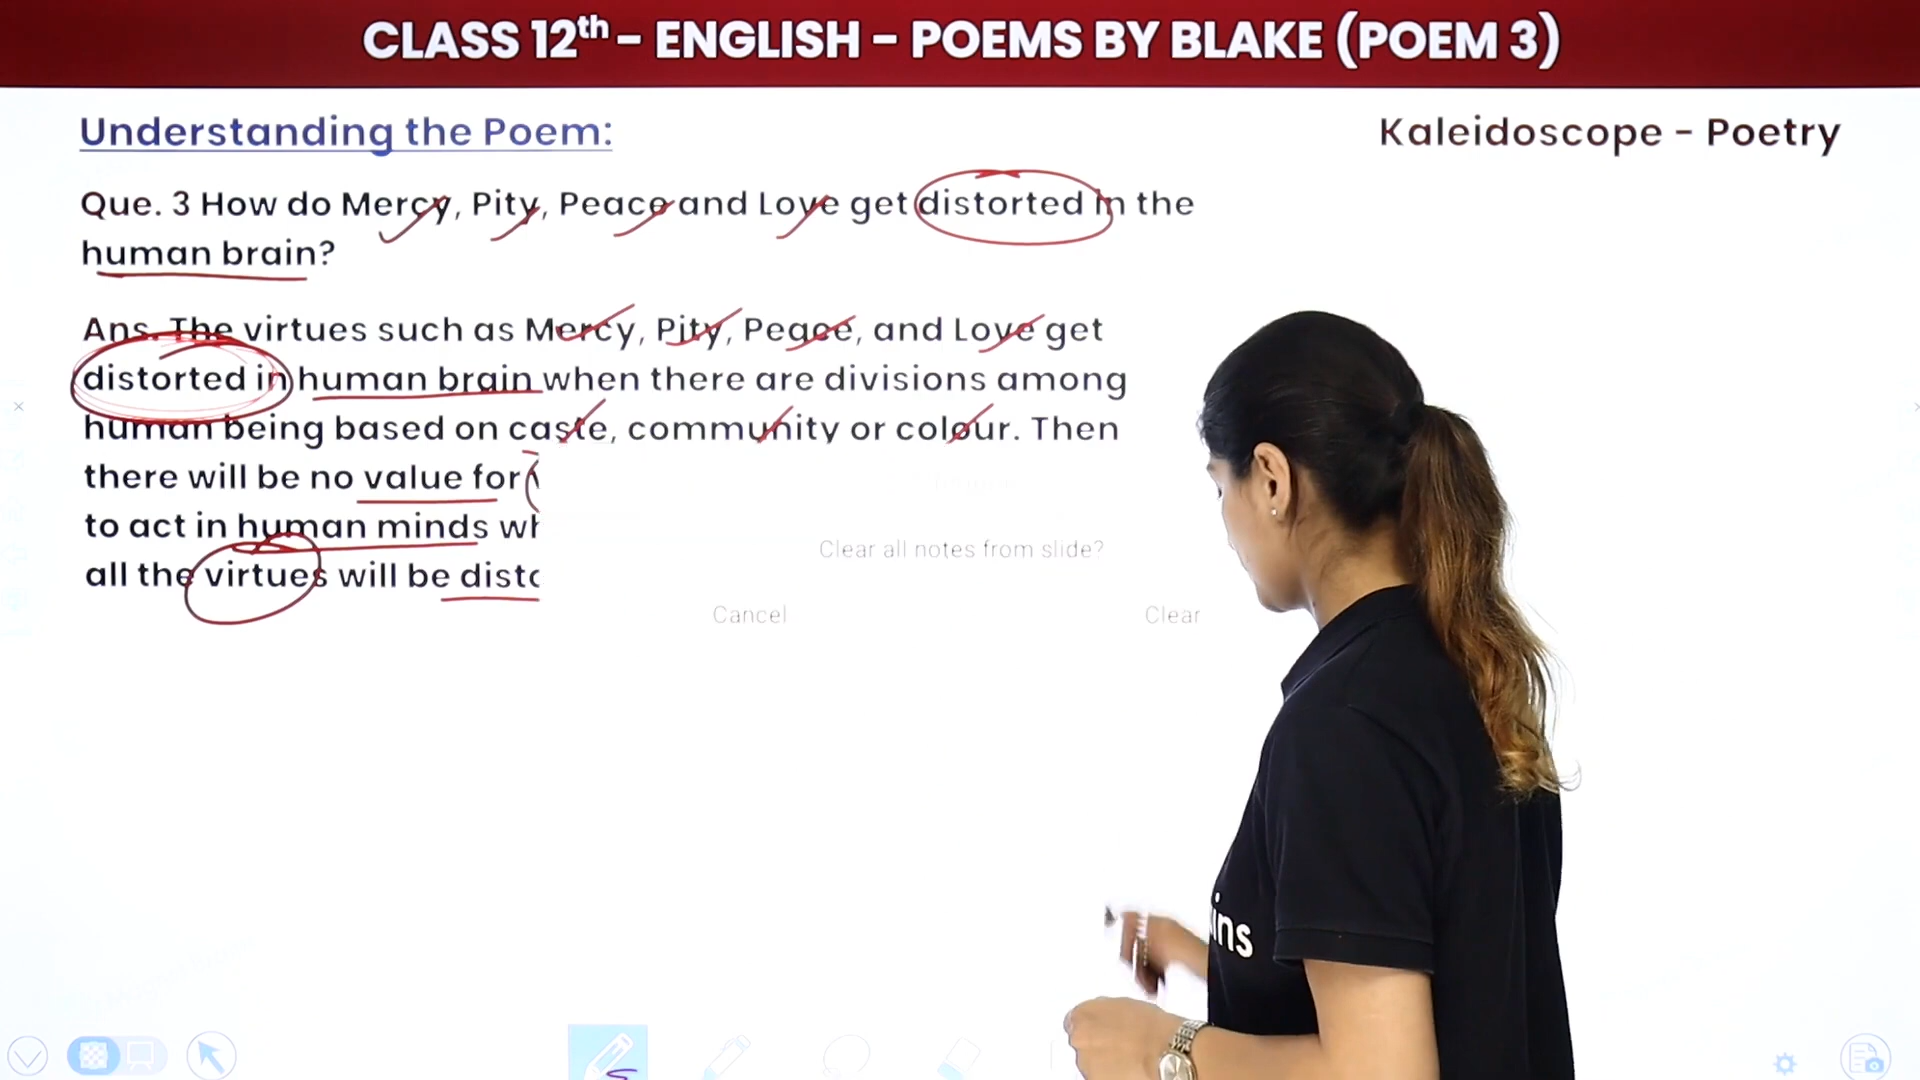 CLASS 12th - ENGLISH - POEMS BY BLAKE (POEM 3)
Understanding the Poem:
Kaleidoscope - Poetry
Que. 3 How do Mercy, Pity, Peace and Love get distorted in the
human brain?
Ans. The virtues such as Mercy, Pity, Peace, and Love get
distorted in human brain when there are divisions among
human being based on caste, community or colour. Then
there will be no value for
to act in human minds
all the virtues will be
Clear all notes from slide?
Cancel
Clear